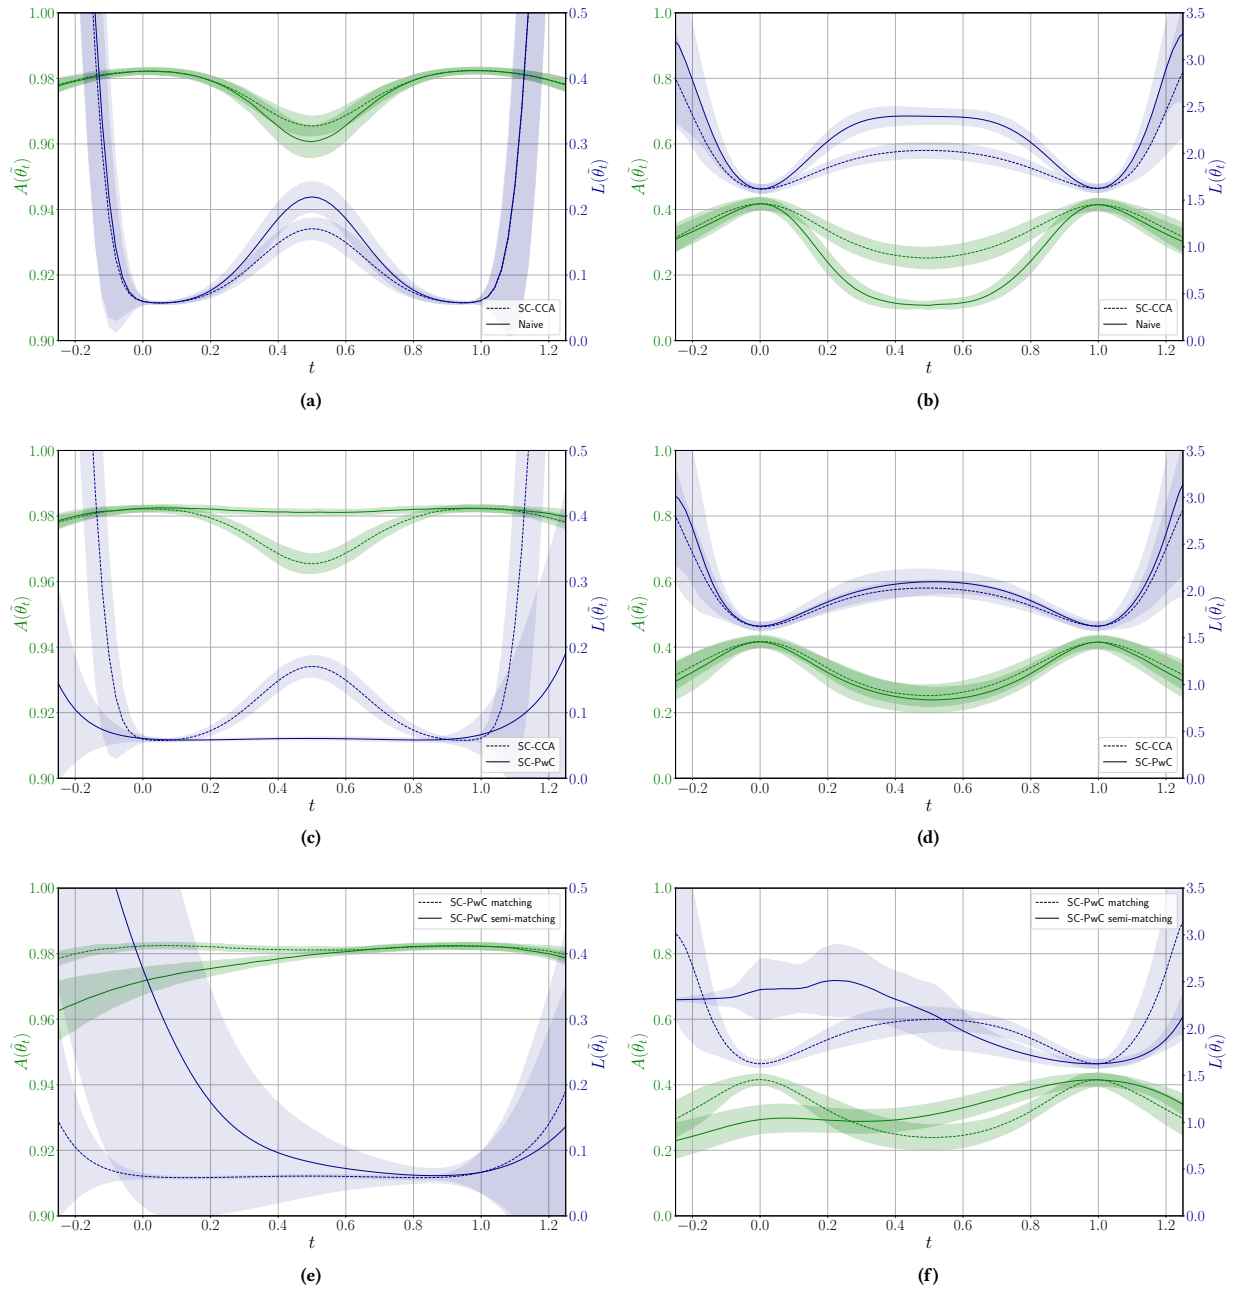 1.00
0.98
0.96
0.94
0.92
0.90
A(θ̃ₜ)
0.5
0.4
0.3
0.2
0.1
0.0
L(θ̃ₜ)
SC-CCA
Naive
−0.2 0.0 0.2 0.4 0.6 0.8 1.0 1.2
t
(a)
1.0
0.8
0.6
0.4
0.2
0.0
A(θ̃ₜ)
3.5
3.0
2.5
2.0
1.5
1.0
0.5
0.0
L(θ̃ₜ)
SC-CCA
Naive
−0.2 0.0 0.2 0.4 0.6 0.8 1.0 1.2
t
(b)
1.00
0.98
0.96
0.94
0.92
0.90
A(θ̃ₜ)
0.5
0.4
0.3
0.2
0.1
0.0
L(θ̃ₜ)
SC-CCA
SC-PwC
−0.2 0.0 0.2 0.4 0.6 0.8 1.0 1.2
t
(c)
1.0
0.8
0.6
0.4
0.2
0.0
A(θ̃ₜ)
3.5
3.0
2.5
2.0
1.5
1.0
0.5
0.0
L(θ̃ₜ)
SC-CCA
SC-PwC
−0.2 0.0 0.2 0.4 0.6 0.8 1.0 1.2
t
(d)
1.00
0.98
0.96
0.94
0.92
0.90
A(θ̃ₜ)
0.5
0.4
0.3
0.2
0.1
0.0
L(θ̃ₜ)
SC-PwC matching
SC-PwC semi-matching
−0.2 0.0 0.2 0.4 0.6 0.8 1.0 1.2
t
(e)
1.0
0.8
0.6
0.4
0.2
0.0
A(θ̃ₜ)
3.5
3.0
2.5
2.0
1.5
1.0
0.5
0.0
L(θ̃ₜ)
SC-PwC matching
SC-PwC semi-matching
−0.2 0.0 0.2 0.4 0.6 0.8 1.0 1.2
t
(f)